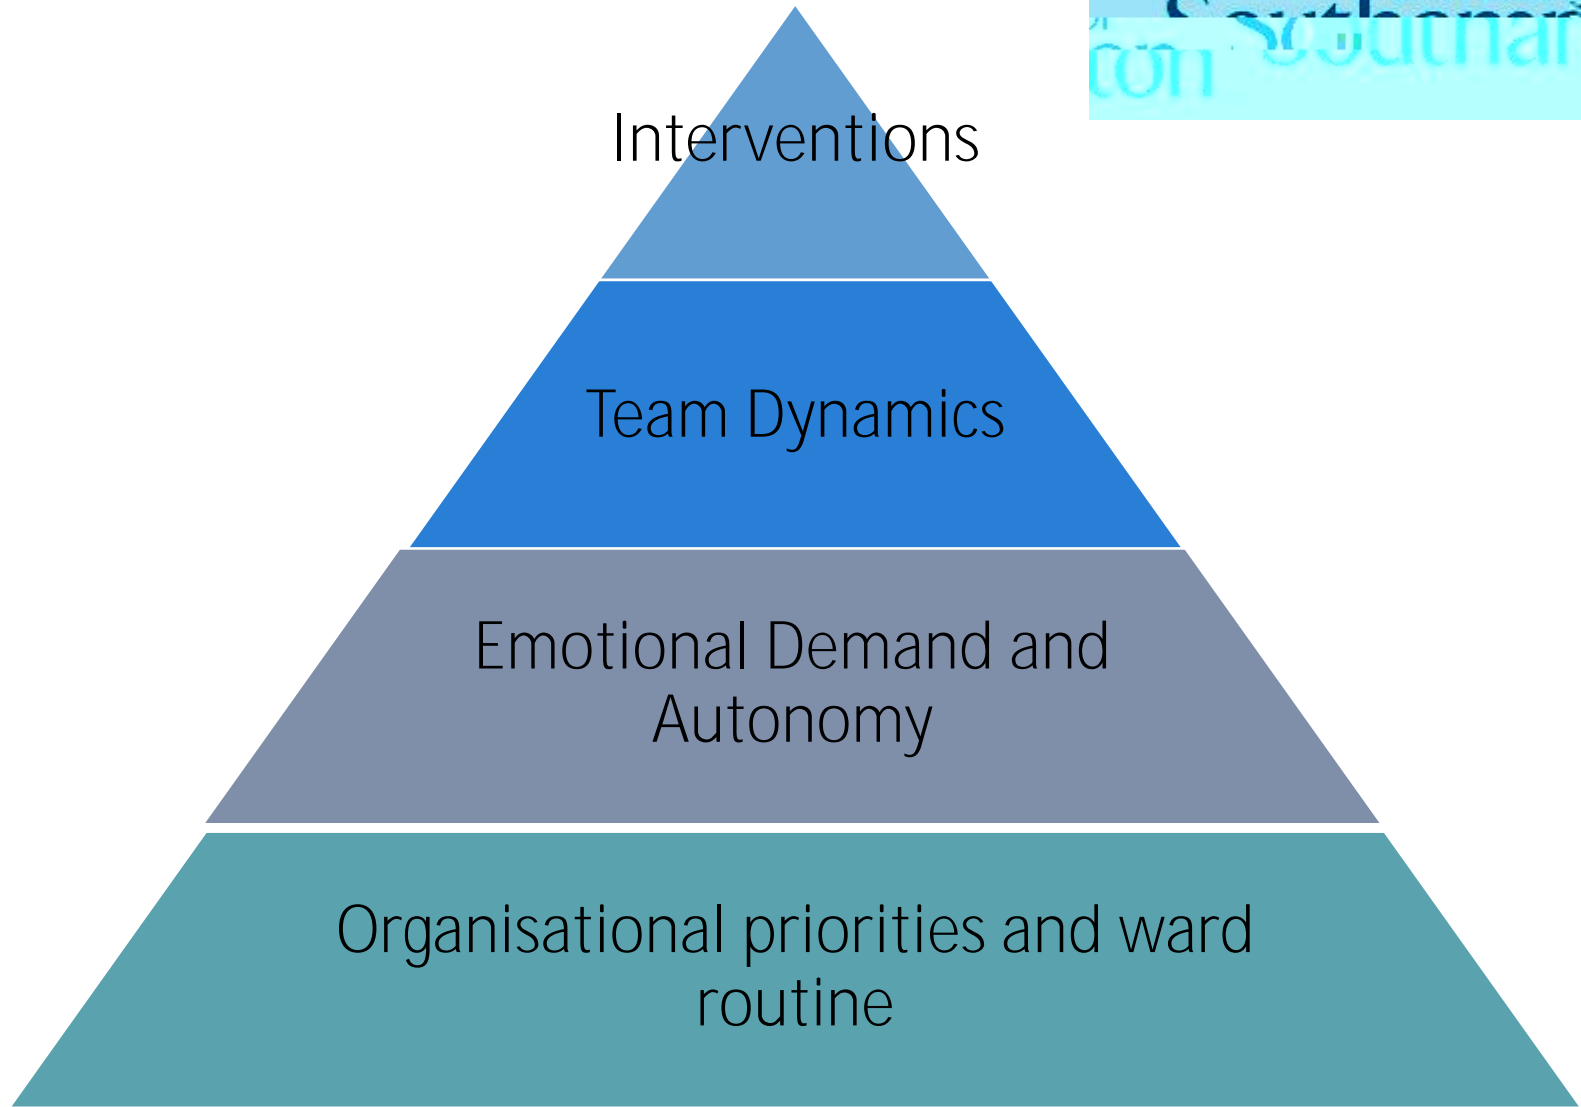 Interventions
Team Dynamics
Emotional Demand and
Autonomy
Organisational priorities and ward
routine